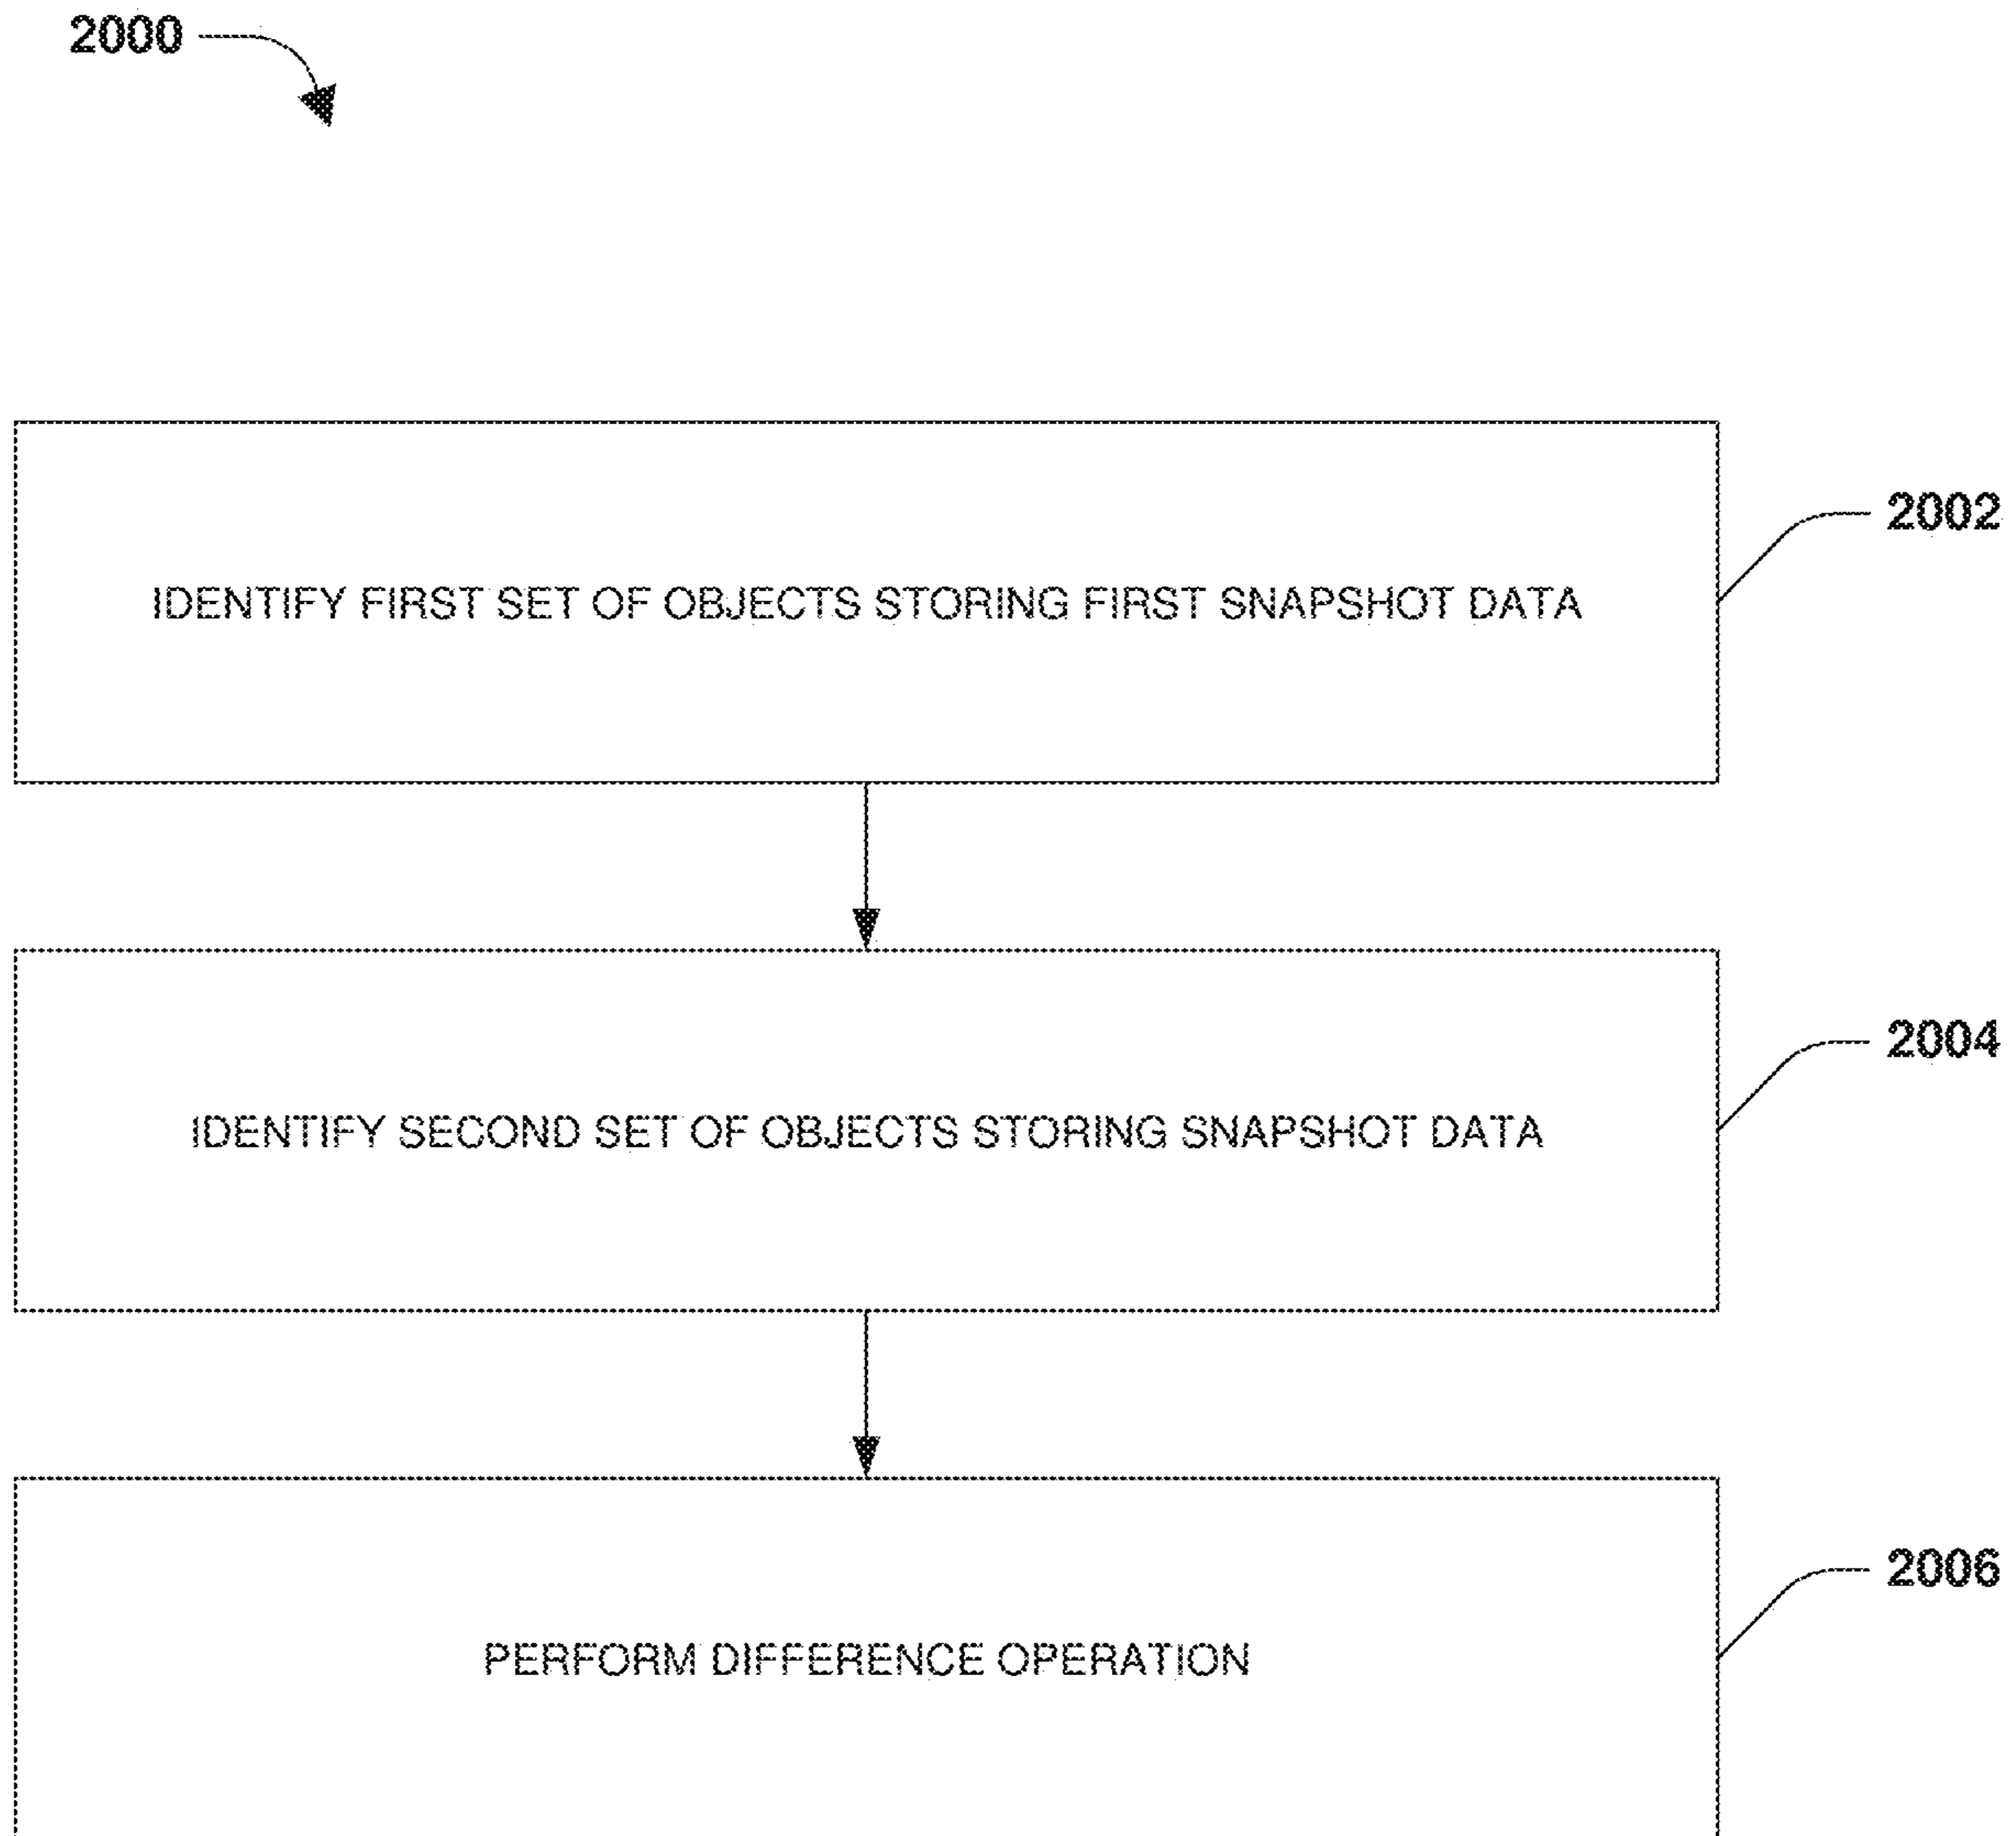 2000
IDENTIFY FIRST SET OF OBJECTS STORING FIRST SNAPSHOT DATA
2002
IDENTIFY SECOND SET OF OBJECTS STORING SNAPSHOT DATA
2004
PERFORM DIFFERENCE OPERATION
2006